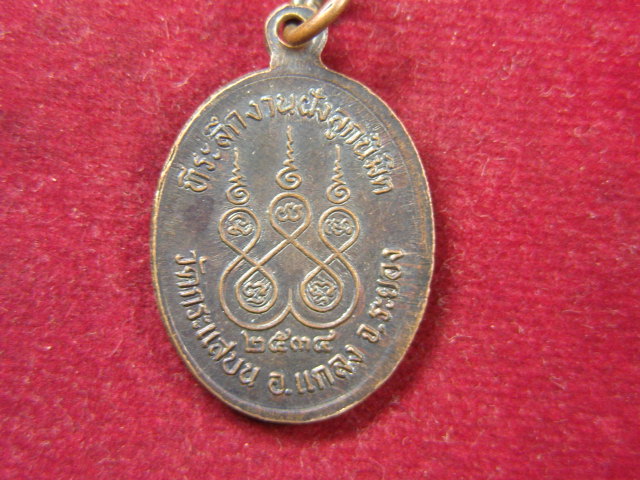 ที่ระลึกงานฝังลูกนิมิต
๒๕๓๔
วัดกระแสบน อ.แกลง จ.ระยอง